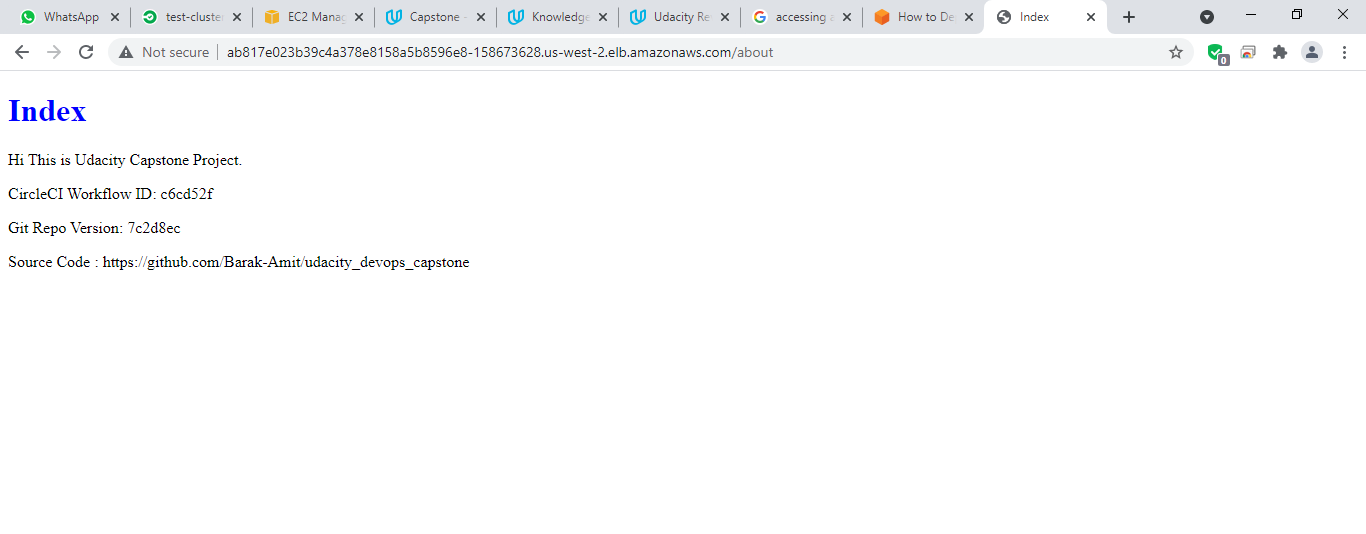 WhatsApp test-cluste EC2 Manag Capstone - Knowledge Udacity Re accessing a How to De Index
Not secure ab817e023b39c4a378e8158a5b8596e8-158673628.us-west-2.elb.amazonaws.com/about 0
Index
Hi This is Udacity Capstone Project.
CircleCI Workflow ID: c6cd52f
Git Repo Version: 7c2d8ec
Source Code : https://github.com/Barak-Amit/udacity_devops_capstone